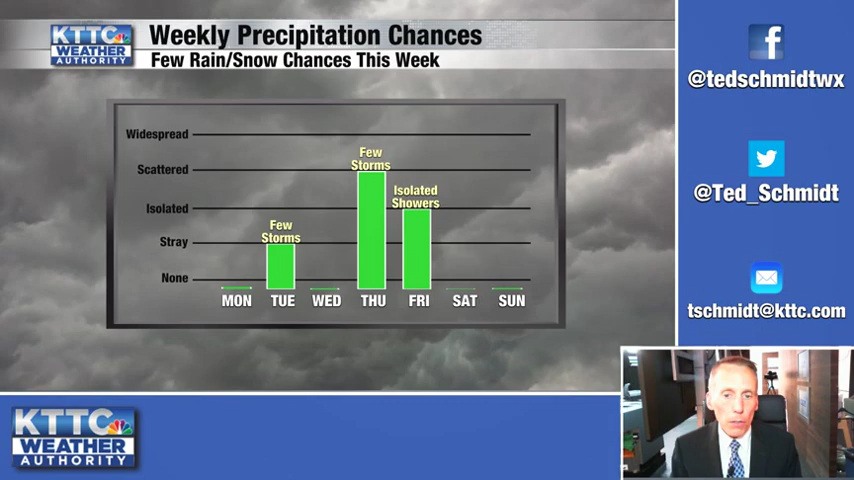 KTTC
WEATHER
AUTHORITY
Weekly Precipitation Chances
Few Rain/Snow Chances This Week
Widespread
Scattered
Isolated
Stray
None
Few
Storms
Few
Storms
Isolated
Showers
MON TUE WED THU FRI SAT SUN
f
@tedschmidtwx
@Ted_Schmidt
tschmidt@kttc.com
KTTC
WEATHER
AUTHORITY